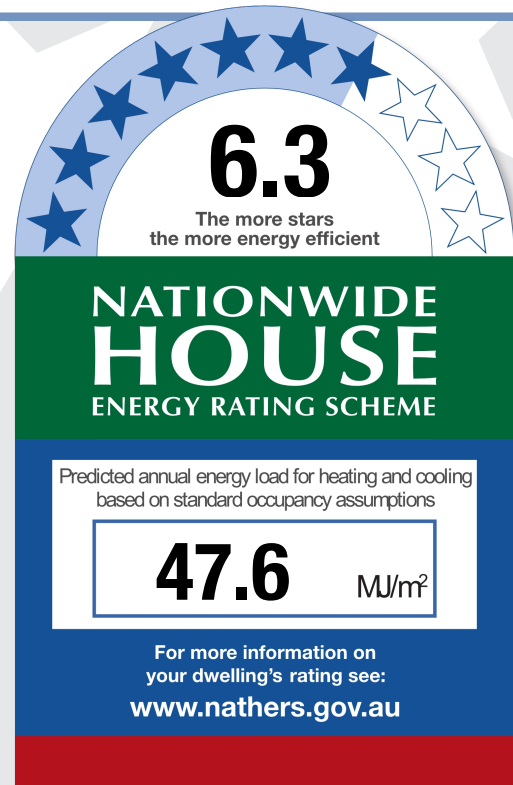 6.3
The more stars
the more energy efficient
NATIONWIDE
HOUSE
ENERGY RATING SCHEME
Predicted annual energy load for heating and cooling
based on standard occupancy assumptions
47.6 MJ/m²
For more information on
your dwelling's rating see:
www.nathers.gov.au